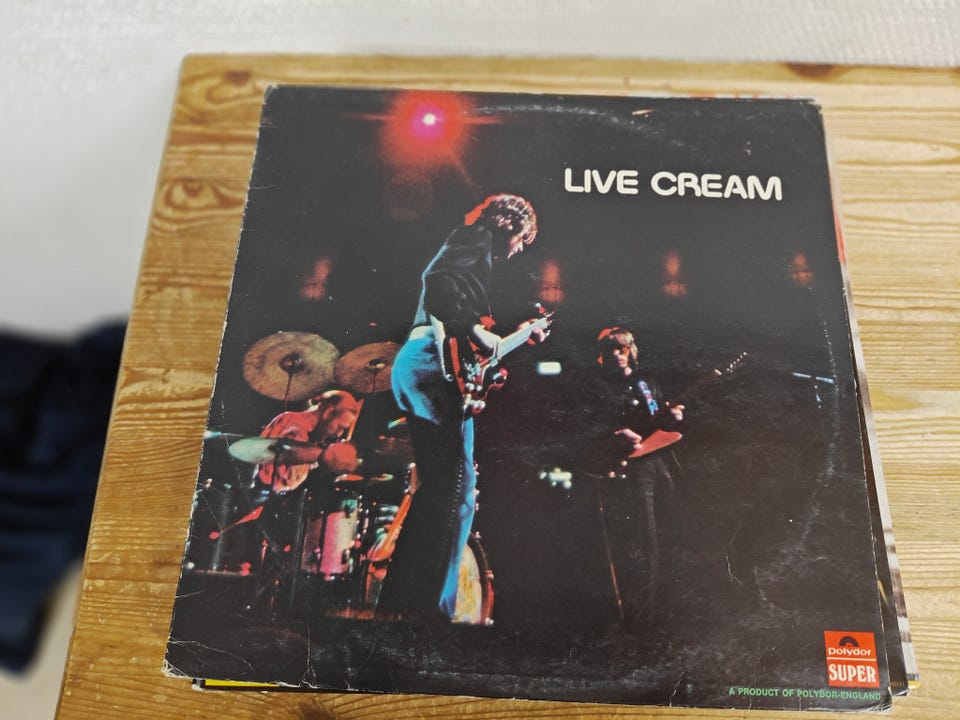 LIVE CREAM
polydor
SUPER
A PRODUCT OF POLYDOR-ENGLAND